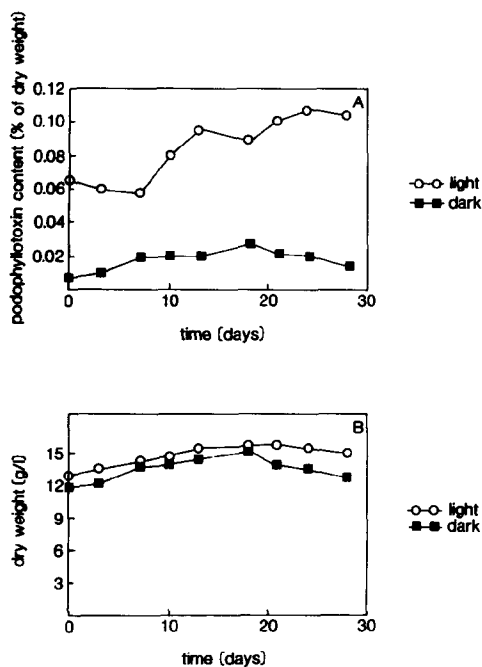 podophyllotoxin content (% of dry weight)
0.12
0.10
0.08
0.06
0.04
0.02
A
0 10 20 30
time (days)
light
dark
dry weight (g/l)
15
12
9
6
3
B
0 10 20 30
time (days)
light
dark